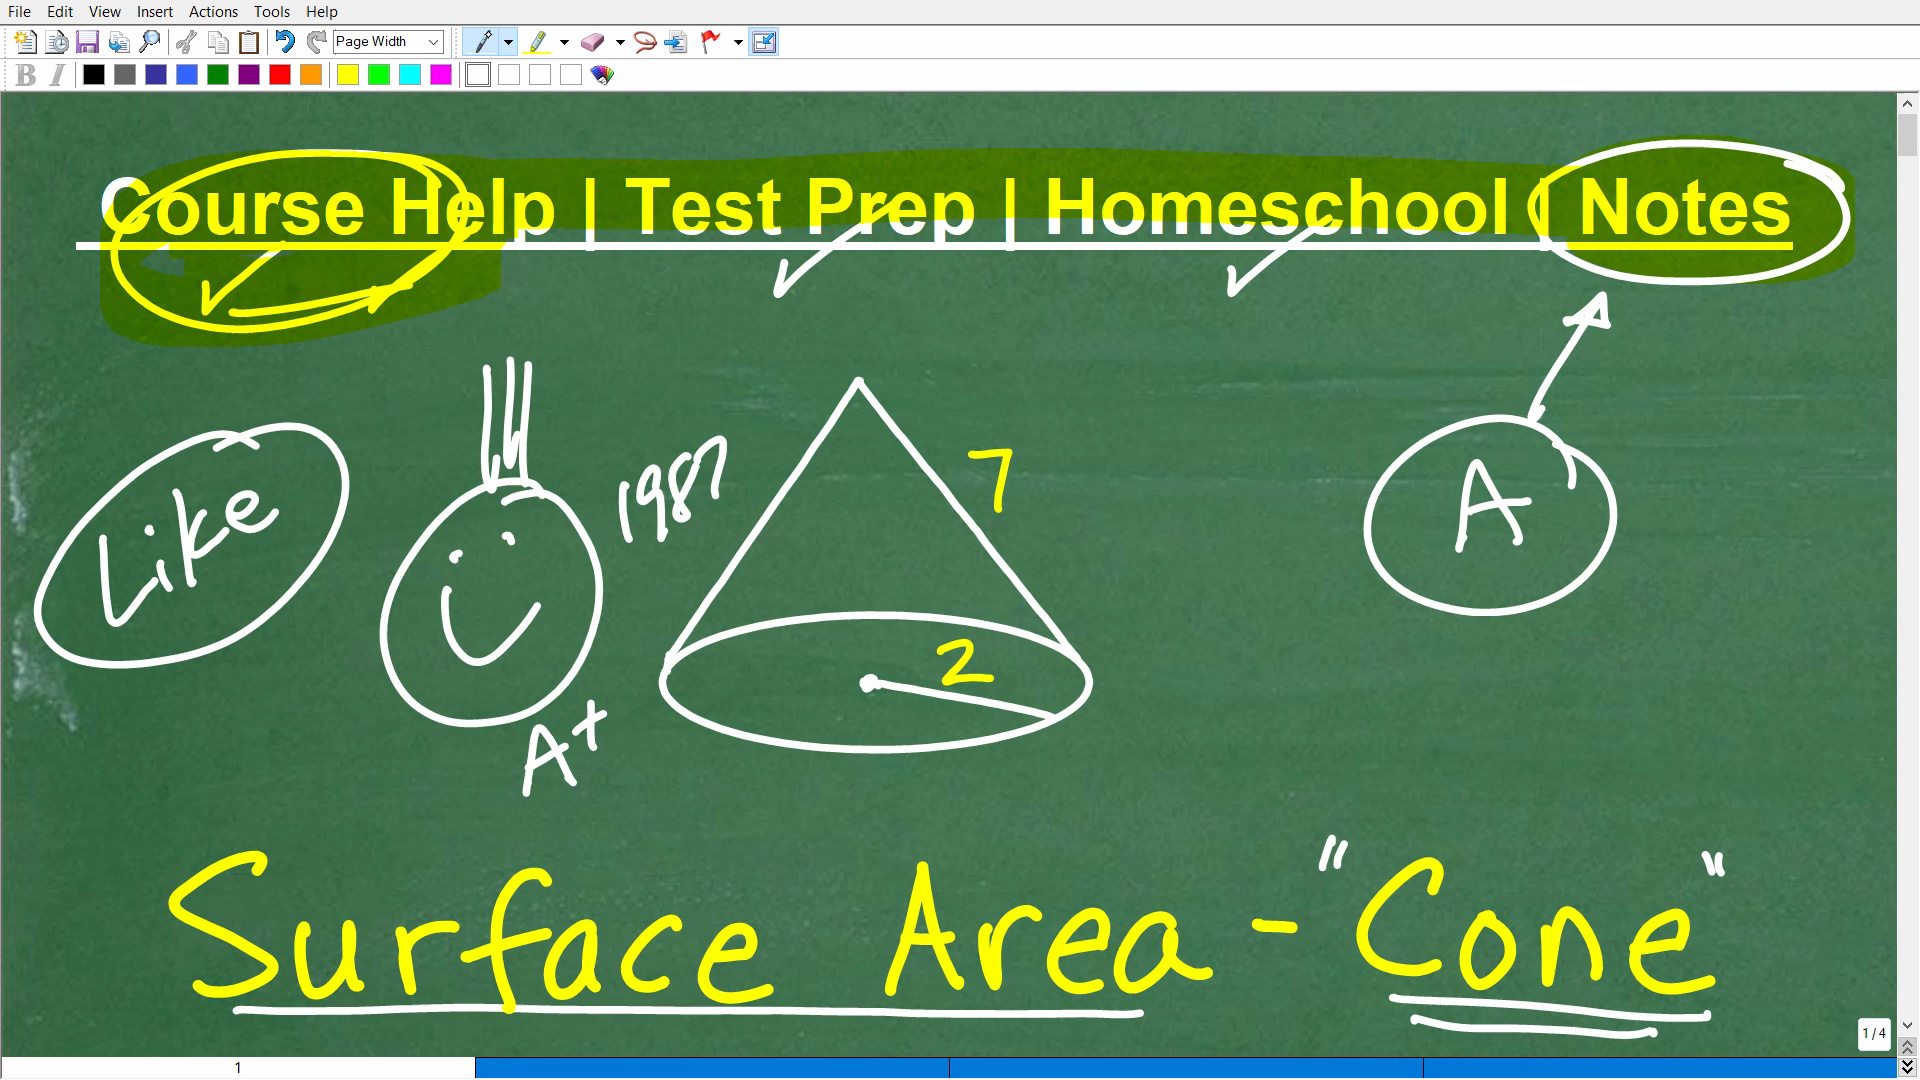 File Edit View Insert Actions Tools Help
Page Width
B I
Course Help | Test Prep | Homeschool | Notes
Like
1987
7
A
2
A+
Surface Area - "Cone"
1 / 4
1